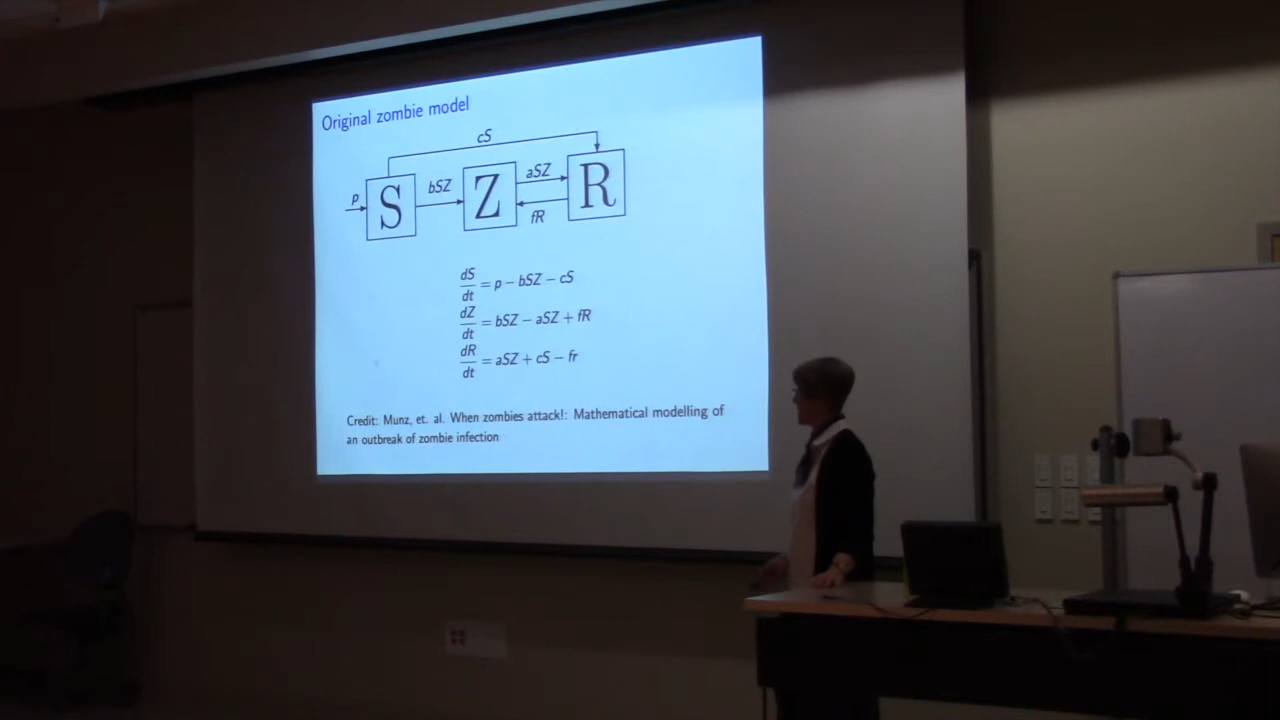 Original zombie model
cS
p
S
bSZ
Z
aSZ
fR
R
dS/dt = p − bSZ − cS
dZ/dt = bSZ − aSZ + fR
dR/dt = aSZ + cS − fr
Credit: Munz, et. al. When zombies attack!: Mathematical modelling of
an outbreak of zombie infection